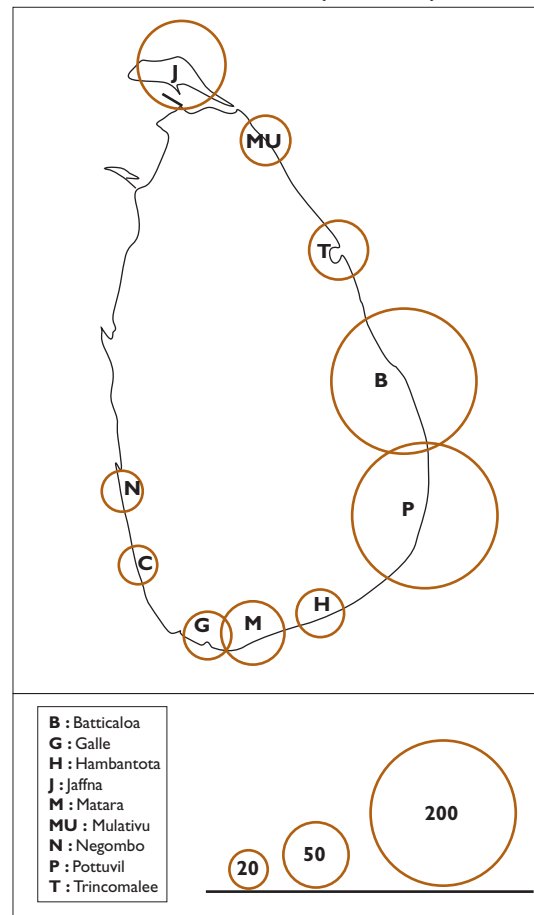 J
MU
T
B
N
P
C
H
G
M
B : Batticaloa
G : Galle
H : Hambantota
J : Jaffna
M : Matara
MU : Mulativu
N : Negombo
P : Pottuvil
T : Trincomalee
20
50
200